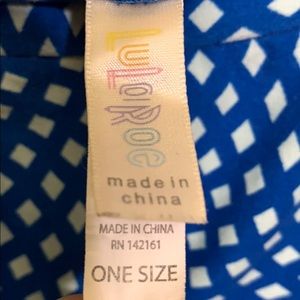 LuLaRoe
made in
china
MADE IN CHINA
RN 142161
ONE SIZE